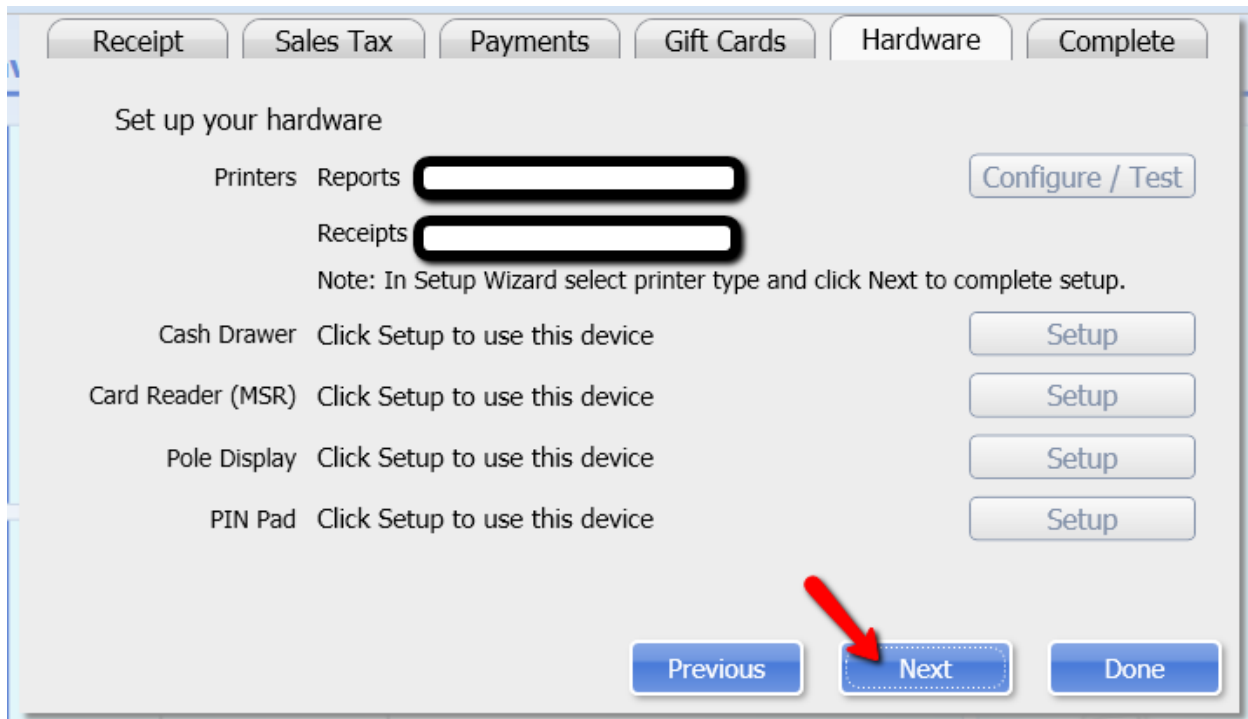 Receipt Sales Tax Payments Gift Cards Hardware Complete
Set up your hardware
Printers Reports Configure / Test
Receipts
Note: In Setup Wizard select printer type and click Next to complete setup.
Cash Drawer Click Setup to use this device Setup
Card Reader (MSR) Click Setup to use this device Setup
Pole Display Click Setup to use this device Setup
PIN Pad Click Setup to use this device Setup
Previous Next Done